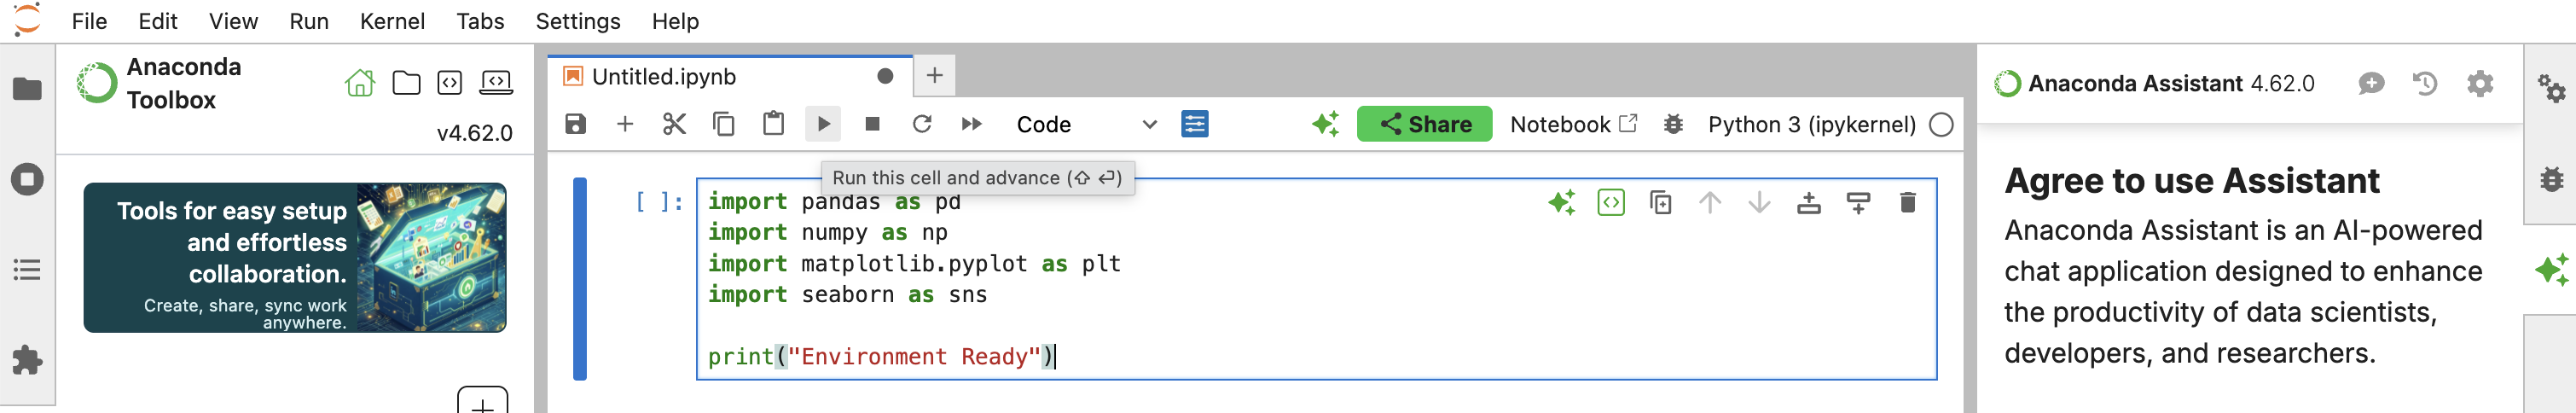 File Edit View Run Kernel Tabs Settings Help
Anaconda
Toolbox
v4.62.0
Tools for easy setup
and effortless
collaboration.
Create, share, sync work
anywhere.
Untitled.ipynb
Code
Share
Notebook
Python 3 (ipykernel)
Run this cell and advance (⇧ ⏎)
[ ]:
import pandas as pd
import numpy as np
import matplotlib.pyplot as plt
import seaborn as sns
print("Environment Ready")
Anaconda Assistant 4.62.0
Agree to use Assistant
Anaconda Assistant is an AI-powered
chat application designed to enhance
the productivity of data scientists,
developers, and researchers.